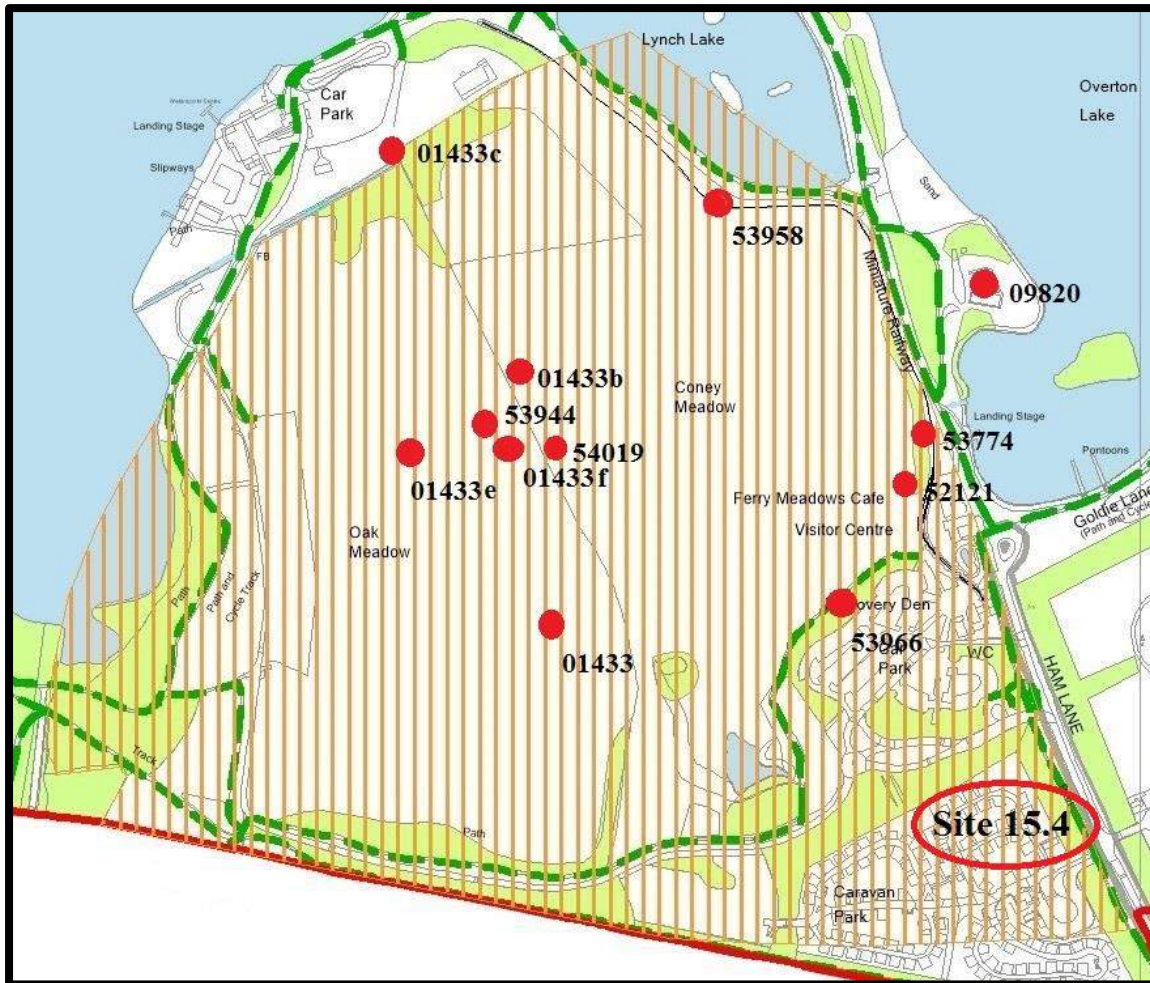 Lynch Lake
Overton
Lake
Car
Park
Landing Stage
Slipways
Path
FB
01433c
53958
Sand
Miniature Railway
09820
01433b
Coney
Meadow
53944
54019
01433f
01433e
Landing Stage
53774
Pontoons
52121
Ferry Meadows Cafe
Visitor Centre
Goldie Lane
(Path and Cycle
Oak
Meadow
Path
Path and
Cycle Track
01433
overy Den
53966
Car
Park
WC
HAM LANE
Track
Path
Site 15.4
Caravan
Park